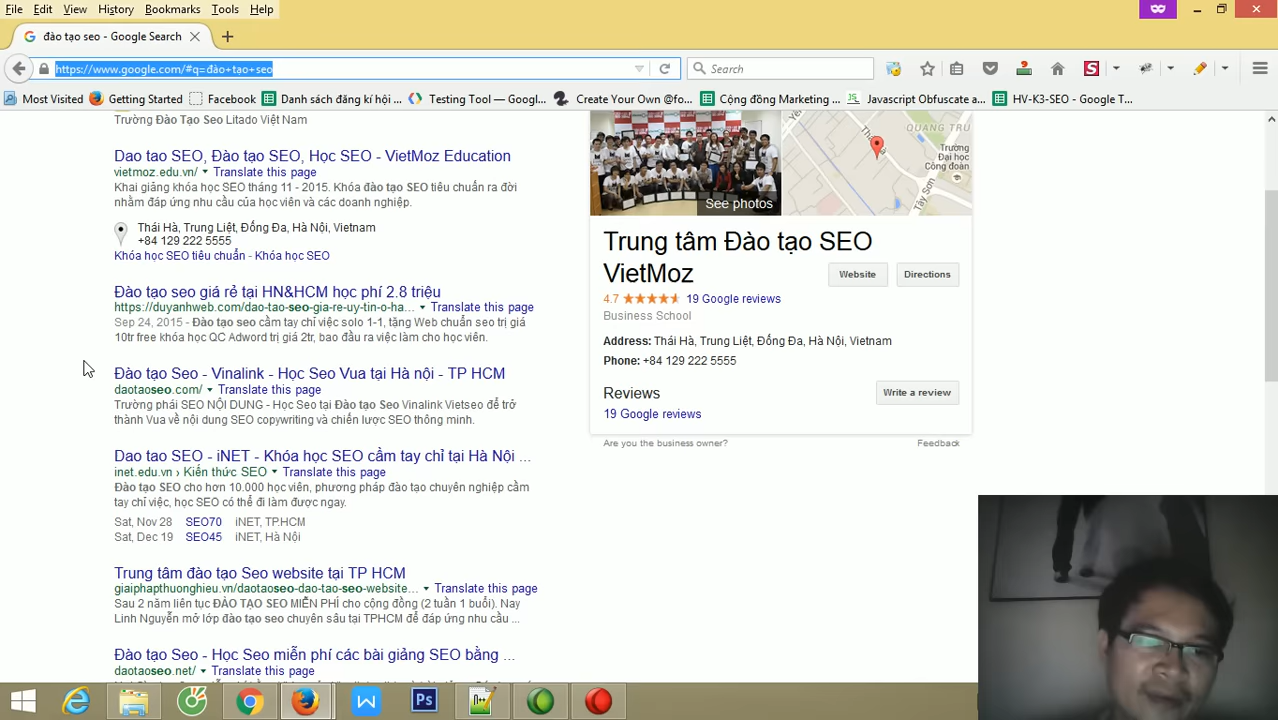 File Edit View History Bookmarks Tools Help
đào tạo seo - Google Search
https://www.google.com/#q=đào+tạo+seo
Search
Most Visited Getting Started Facebook Danh sách đăng kí hội ... Testing Tool — Googl... Create Your Own @fo... Cộng đồng Marketing ... Javascript Obfuscate a... HV-K3-SEO - Google T...
Trường Đào Tạo Seo Litado Việt Nam
Dao tao SEO, Đào tạo SEO, Học SEO - VietMoz Education
vietmoz.edu.vn/ Translate this page
Khai giảng khóa học SEO tháng 11 - 2015. Khóa đào tạo SEO tiêu chuẩn ra đời
nhằm đáp ứng nhu cầu của học viên và các doanh nghiệp.
Thái Hà, Trung Liệt, Đống Đa, Hà Nội, Vietnam
+84 129 222 5555
Khóa học SEO tiêu chuẩn - Khóa học SEO
Đào tạo seo giá rẻ tại HN&HCM học phí 2.8 triệu
https://duyanhweb.com/dao-tao-seo-gia-re-uy-tin-o-ha... Translate this page
Sep 24, 2015 - Đào tạo seo cầm tay chỉ việc solo 1-1, tặng Web chuẩn seo trị giá
10tr free khóa học QC Adword trị giá 2tr, bao đầu ra việc làm cho học viên.
Đào tạo Seo - Vinalink - Học Seo Vua tại Hà nội - TP HCM
daotaoseo.com/ Translate this page
Trường phái SEO NỘI DUNG - Học Seo tại Đào tạo Seo Vinalink Vietseo để trở
thành Vua về nội dung SEO copywriting và chiến lược SEO thông minh.
Dao tao SEO - iNET - Khóa học SEO cầm tay chỉ tại Hà Nội ...
inet.edu.vn › Kiến thức SEO Translate this page
Đào tạo SEO cho hơn 10.000 học viên, phương pháp đào tạo chuyên nghiệp cầm
tay chỉ việc, học SEO có thể đi làm được ngay.
Sat, Nov 28 SEO70 iNET, TP.HCM
Sat, Dec 19 SEO45 iNET, Hà Nội
Trung tâm đào tạo Seo website tại TP HCM
giaiphapthuonghieu.vn/daotaoseo-dao-tao-seo-website... Translate this page
Sau 2 năm liên tục ĐÀO TẠO SEO MIỄN PHÍ cho cộng đồng (2 tuần 1 buổi). Nay
Linh Nguyễn mở lớp đào tạo seo chuyên sâu tại TPHCM để đáp ứng nhu cầu ...
Đào tạo Seo - Học Seo miễn phí các bài giảng SEO bằng ...
daotaoseo.net/ Translate this page
See photos
QUANG TRU
Trường
Đại học
Công đoàn
Tây Sơn
Trung tâm Đào tạo SEO
VietMoz
Website Directions
4.7 19 Google reviews
Business School
Address: Thái Hà, Trung Liệt, Đống Đa, Hà Nội, Vietnam
Phone: +84 129 222 5555
Reviews
Write a review
19 Google reviews
Are you the business owner? Feedback